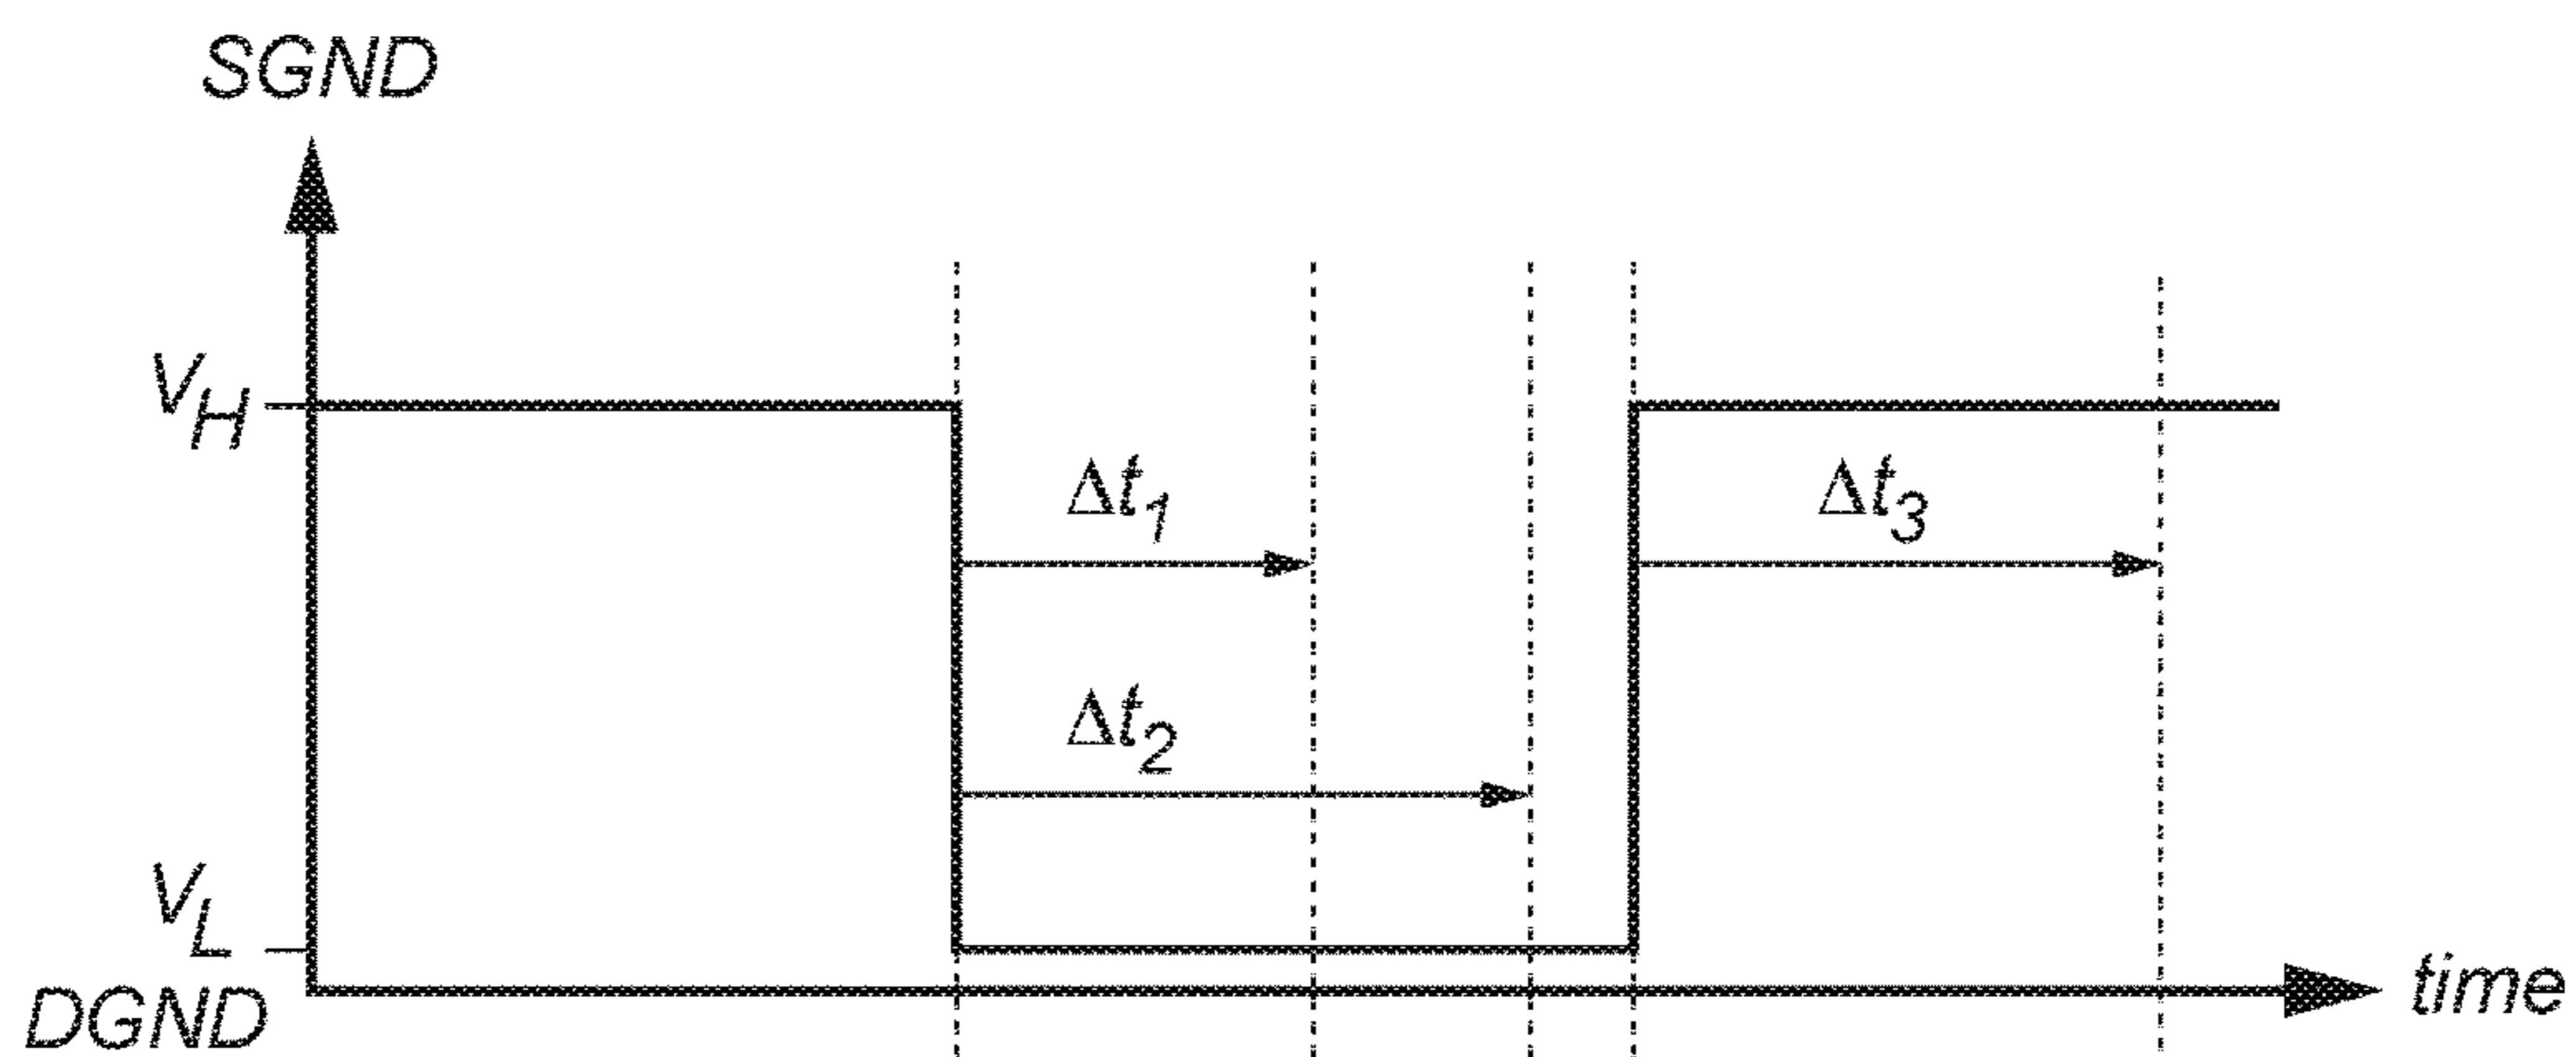 SGND
V_H
Δt_1
Δt_3
Δt_2
V_L
DGND
time